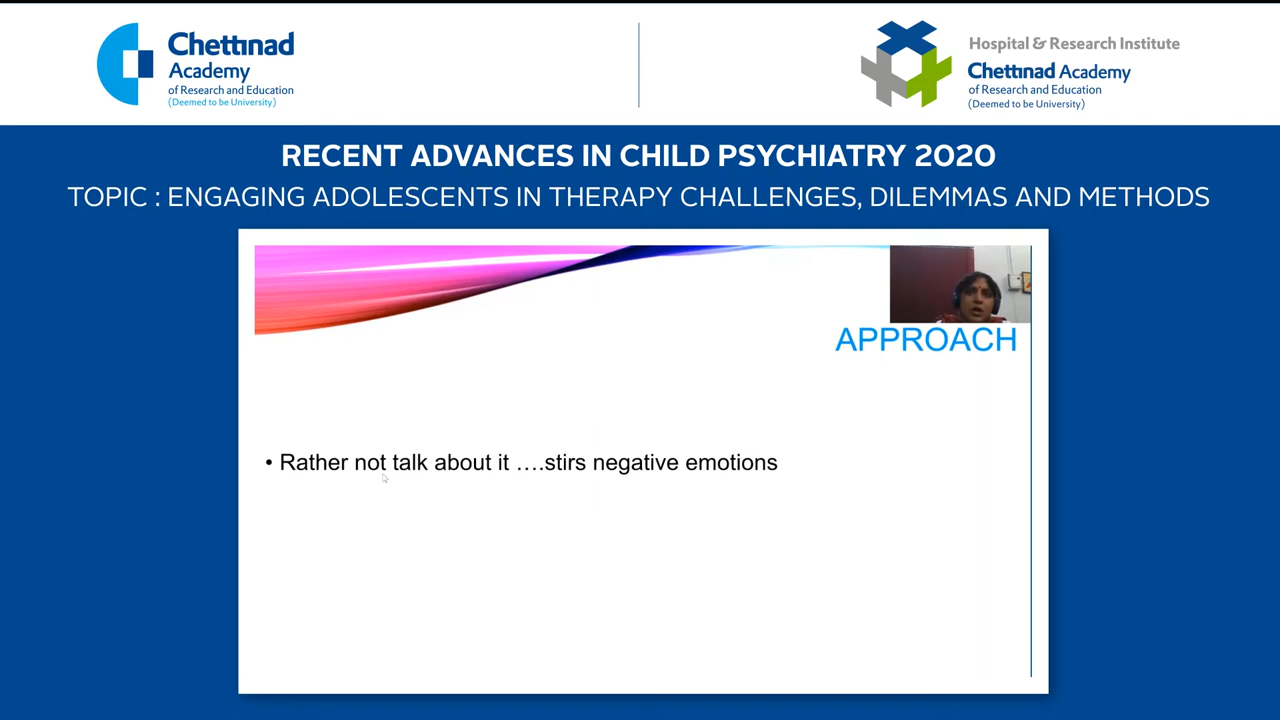 Chettinad
Academy
of Research and Education
(Deemed to be University)
Hospital & Research Institute
Chettinad Academy
of Research and Education
(Deemed to be University)
RECENT ADVANCES IN CHILD PSYCHIATRY 2020
TOPIC : ENGAGING ADOLESCENTS IN THERAPY CHALLENGES, DILEMMAS AND METHODS
APPROACH
• Rather not talk about it ….stirs negative emotions